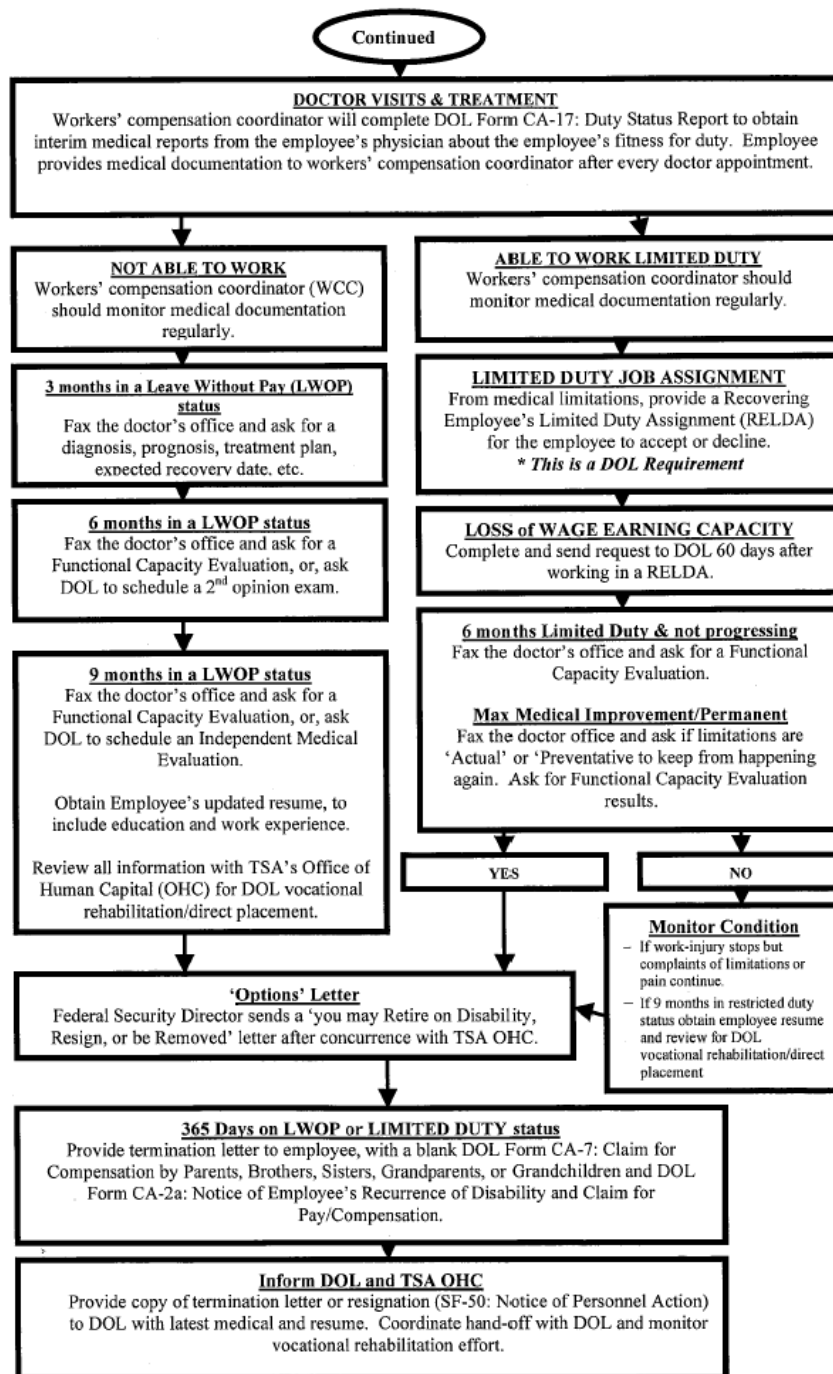 Continued
DOCTOR VISITS & TREATMENT
Workers' compensation coordinator will complete DOL Form CA-17: Duty Status Report to obtain
interim medical reports from the employee's physician about the employee's fitness for duty.  Employee
provides medical documentation to workers' compensation coordinator after every doctor appointment.
NOT ABLE TO WORK
Workers' compensation coordinator (WCC)
should monitor medical documentation
regularly.
3 months in a Leave Without Pay (LWOP)
status
Fax the doctor's office and ask for a
diagnosis, prognosis, treatment plan,
expected recovery date, etc.
6 months in a LWOP status
Fax the doctor's office and ask for a
Functional Capacity Evaluation, or, ask
DOL to schedule a 2nd opinion exam.
9 months in a LWOP status
Fax the doctor's office and ask for a
Functional Capacity Evaluation, or, ask
DOL to schedule an Independent Medical
Evaluation.
Obtain Employee's updated resume, to
include education and work experience.
Review all information with TSA's Office of
Human Capital (OHC) for DOL vocational
rehabilitation/direct placement.
ABLE TO WORK LIMITED DUTY
Workers' compensation coordinator should
monitor medical documentation regularly.
LIMITED DUTY JOB ASSIGNMENT
From medical limitations, provide a Recovering
Employee's Limited Duty Assignment (RELDA)
for the employee to accept or decline.
* This is a DOL Requirement
LOSS of WAGE EARNING CAPACITY
Complete and send request to DOL 60 days after
working in a RELDA.
6 months Limited Duty & not progressing
Fax the doctor's office and ask for a Functional
Capacity Evaluation.
Max Medical Improvement/Permanent
Fax the doctor office and ask if limitations are
'Actual' or 'Preventative to keep from happening
again.  Ask for Functional Capacity Evaluation
results.
YES
NO
Monitor Condition
– If work-injury stops but
complaints of limitations or
pain continue.
– If 9 months in restricted duty
status obtain employee resume
and review for DOL
vocational rehabilitation/direct
placement
'Options' Letter
Federal Security Director sends a 'you may Retire on Disability,
Resign, or be Removed' letter after concurrence with TSA OHC.
365 Days on LWOP or LIMITED DUTY status
Provide termination letter to employee, with a blank DOL Form CA-7: Claim for
Compensation by Parents, Brothers, Sisters, Grandparents, or Grandchildren and DOL
Form CA-2a: Notice of Employee's Recurrence of Disability and Claim for
Pay/Compensation.
Inform DOL and TSA OHC
Provide copy of termination letter or resignation (SF-50: Notice of Personnel Action)
to DOL with latest medical and resume.  Coordinate hand-off with DOL and monitor
vocational rehabilitation effort.